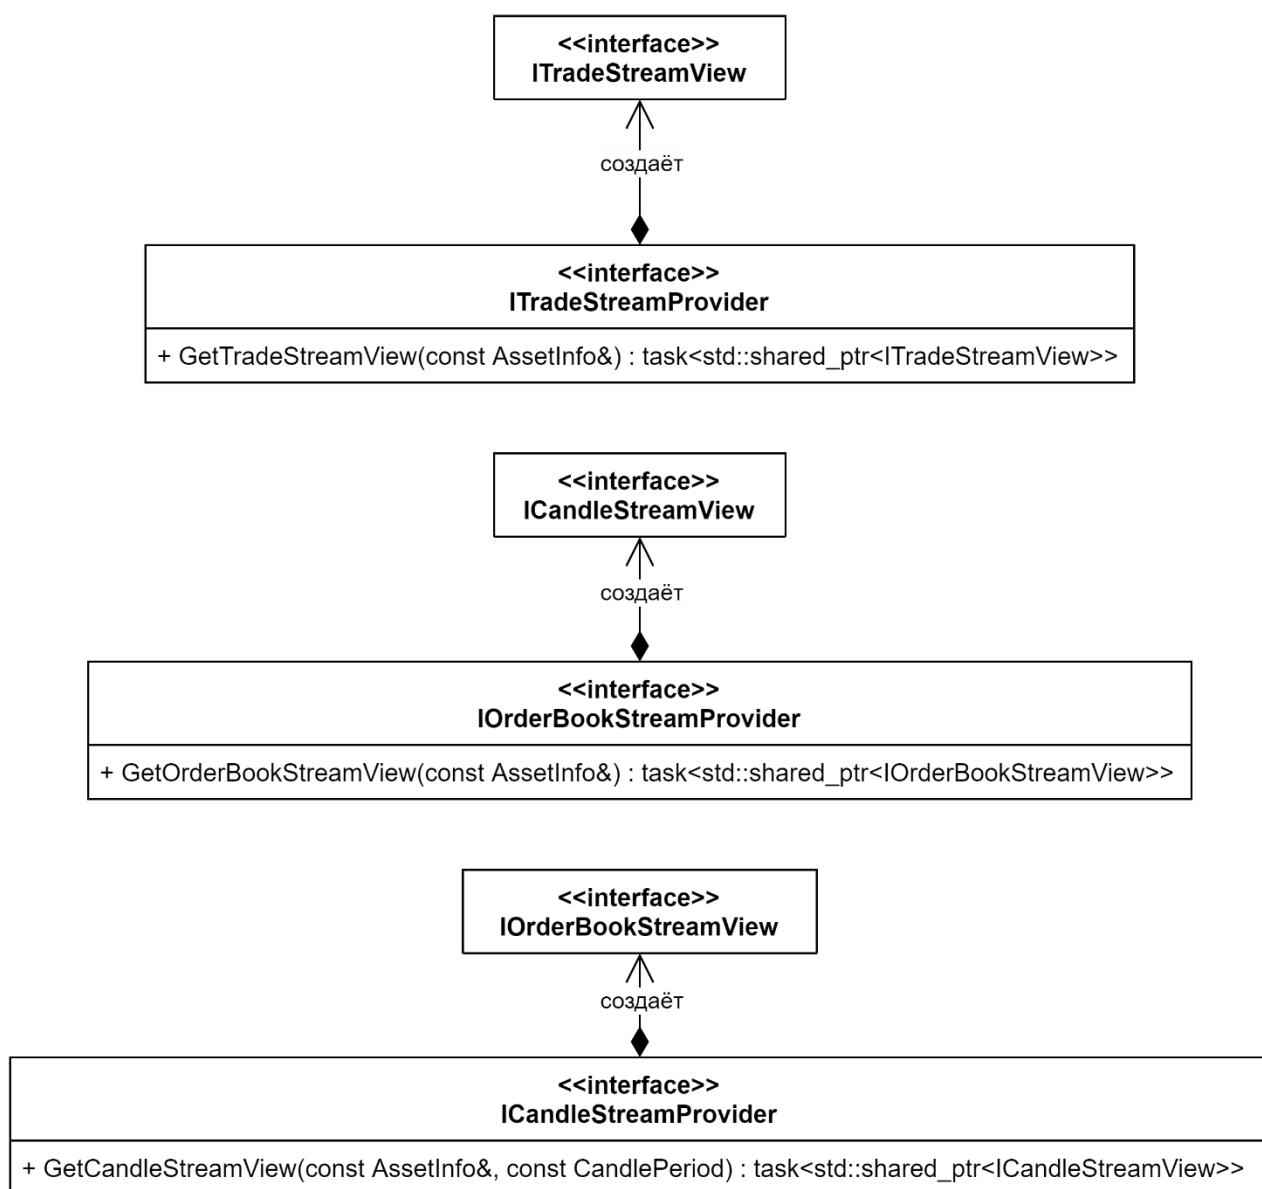 <<interface>>
ITradeStreamView
создаёт
<<interface>>
ITradeStreamProvider
+ GetTradeStreamView(const AssetInfo&) : task<std::shared_ptr<ITradeStreamView>>
<<interface>>
ICandleStreamView
создаёт
<<interface>>
IOrderBookStreamProvider
+ GetOrderBookStreamView(const AssetInfo&) : task<std::shared_ptr<IOrderBookStreamView>>
<<interface>>
IOrderBookStreamView
создаёт
<<interface>>
ICandleStreamProvider
+ GetCandleStreamView(const AssetInfo&, const CandlePeriod) : task<std::shared_ptr<ICandleStreamView>>